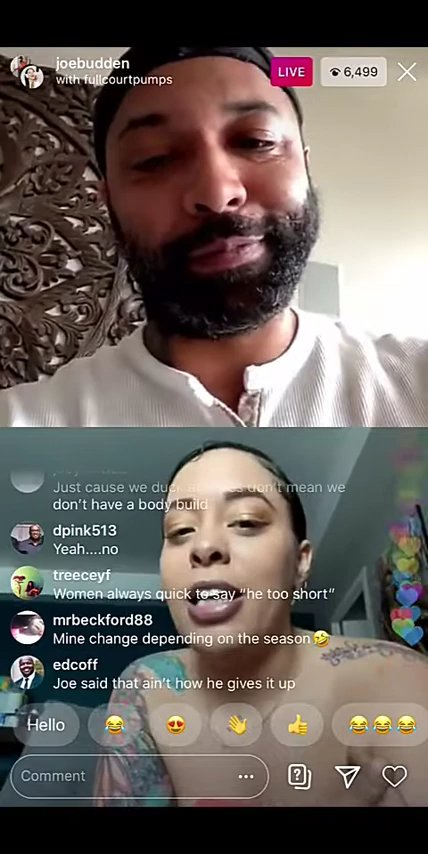 joebudden
with fullcourtpumps
LIVE
6,499
Just cause we duck don't mean we
don't have a body build
dpink513
Yeah....no
treeceyf
Women always quick to say “he too short”
mrbeckford88
Mine change depending on the season🤣
edcoff
Joe said that ain't how he gives it up
Hello
Comment